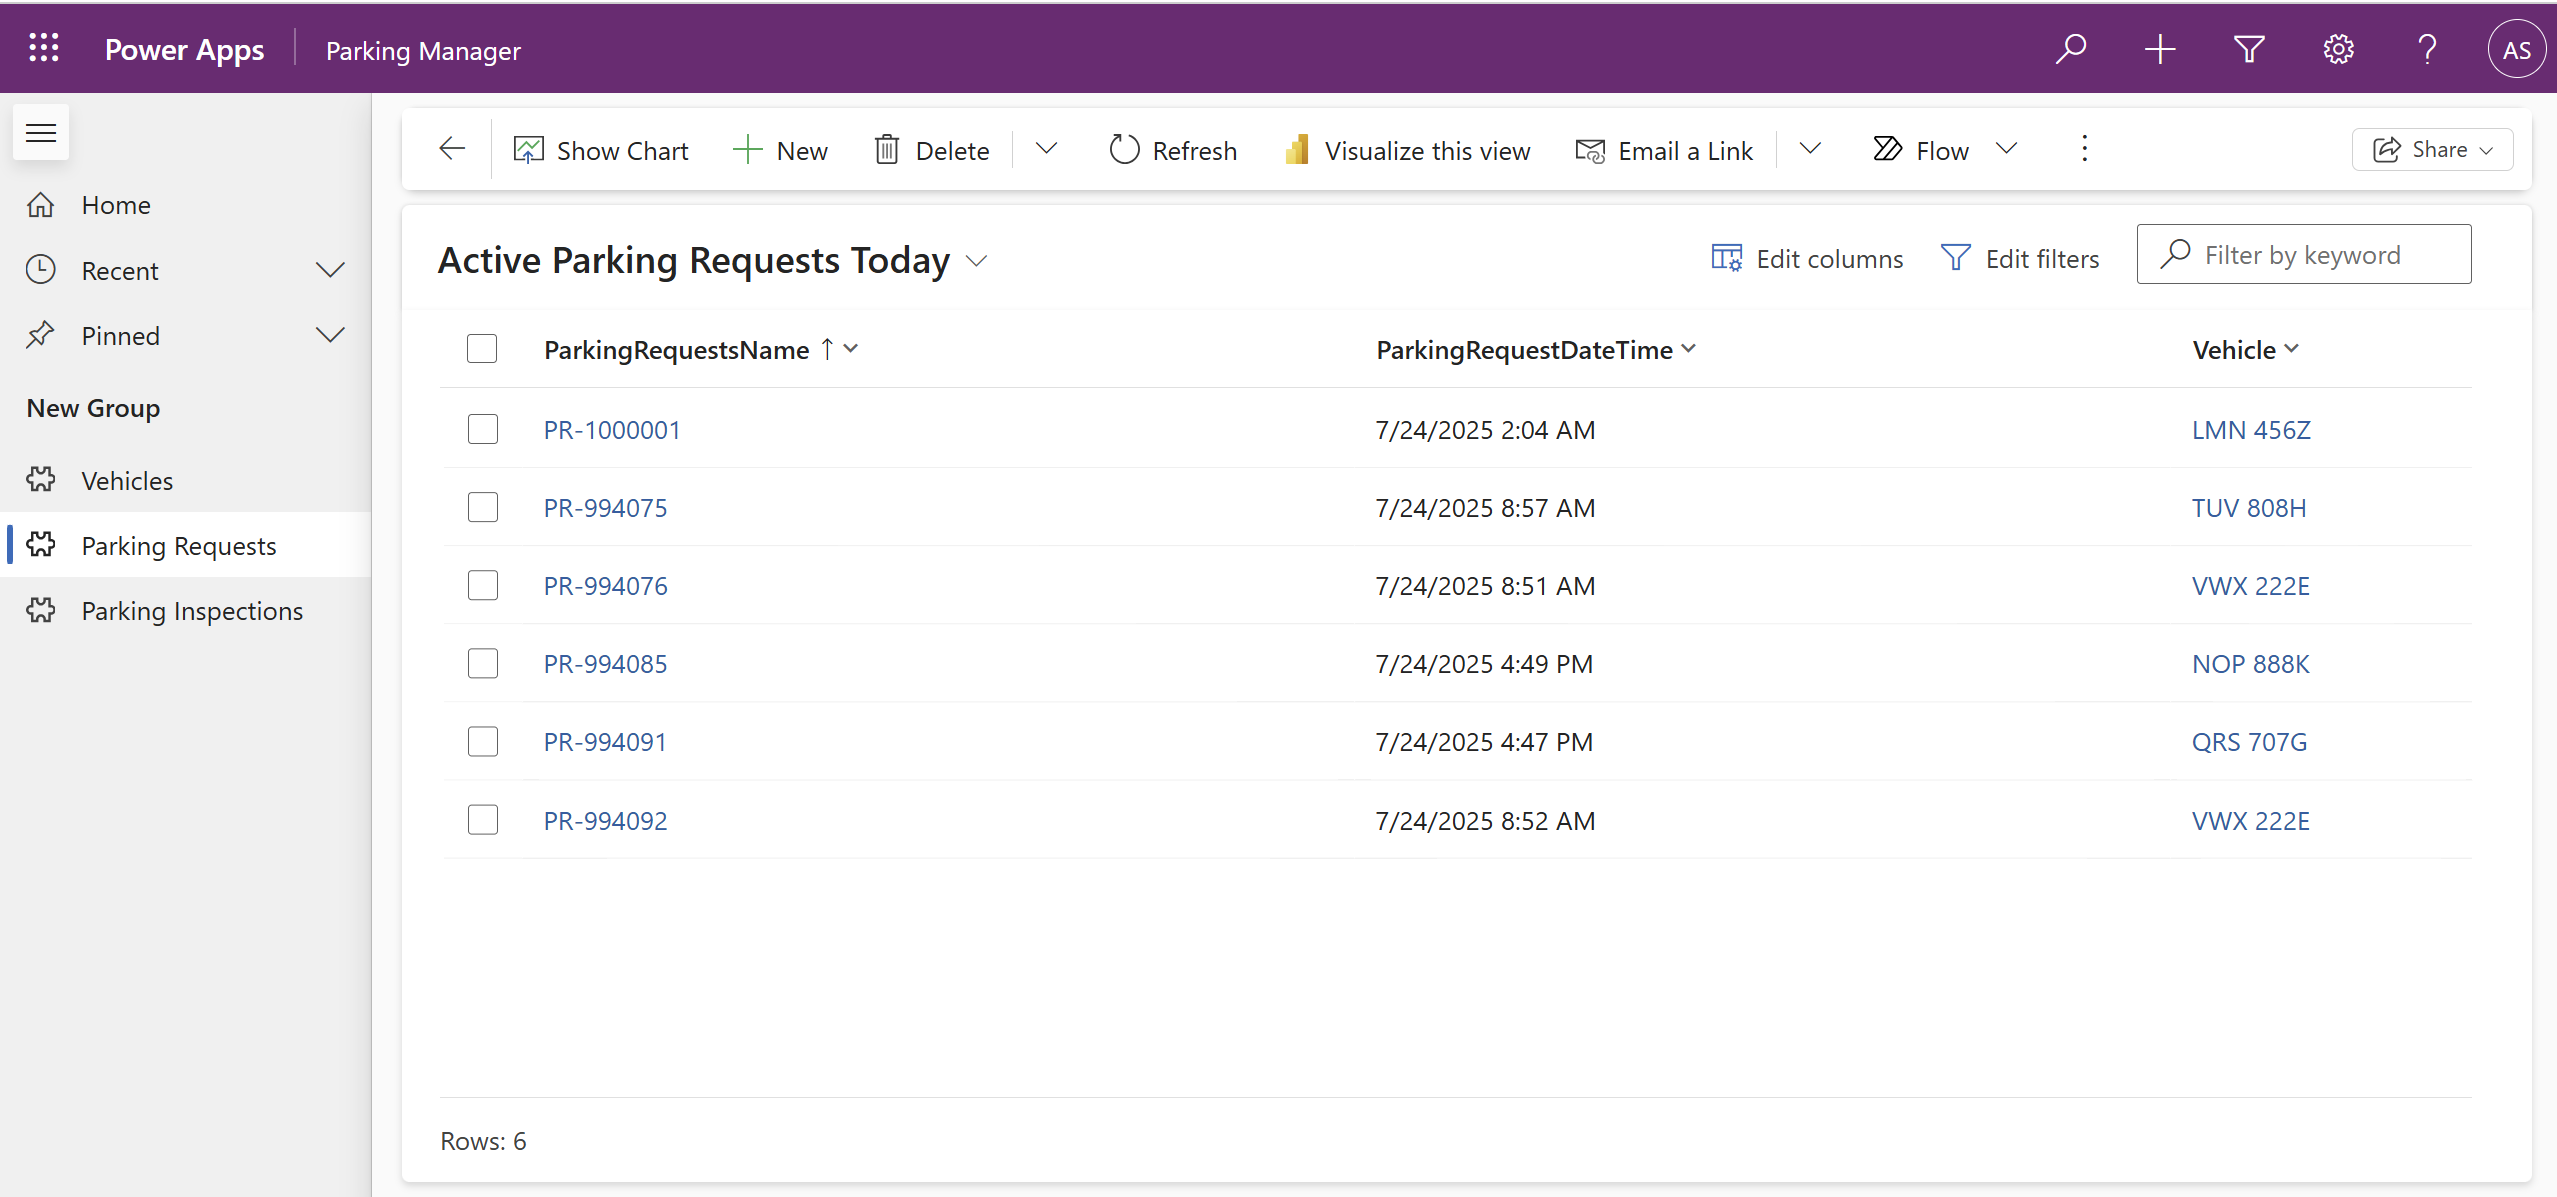 Power Apps
Parking Manager
AS
Home
Recent
Pinned
New Group
Vehicles
Parking Requests
Parking Inspections
Show Chart
New
Delete
Refresh
Visualize this view
Email a Link
Flow
Share
Active Parking Requests Today
Edit columns
Edit filters
Filter by keyword
ParkingRequestsName ↑ ParkingRequestDateTime Vehicle
PR-1000001 7/24/2025 2:04 AM LMN 456Z
PR-994075 7/24/2025 8:57 AM TUV 808H
PR-994076 7/24/2025 8:51 AM VWX 222E
PR-994085 7/24/2025 4:49 PM NOP 888K
PR-994091 7/24/2025 4:47 PM QRS 707G
PR-994092 7/24/2025 8:52 AM VWX 222E
Rows: 6